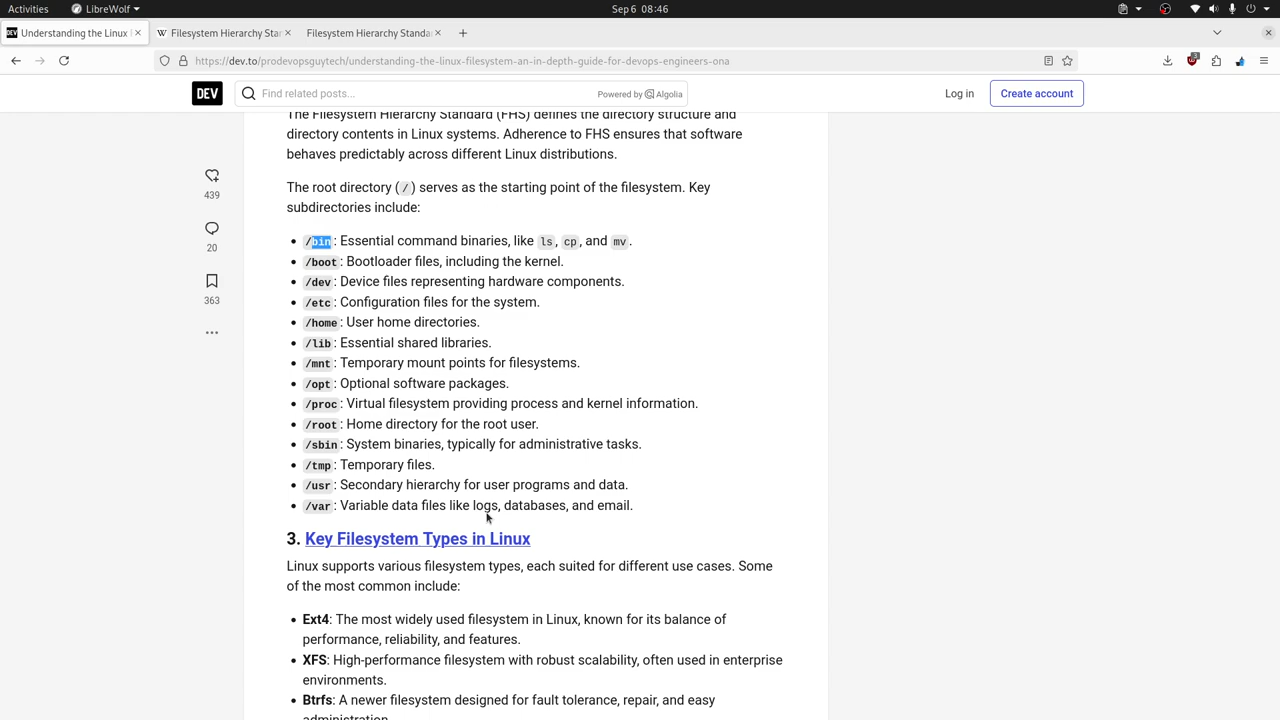 Activities LibreWolf Sep 6 08:46
Understanding the Linux Filesystem Hierarchy Sta Filesystem Hierarchy Standa
https://dev.to/prodevopsguytech/understanding-the-linux-filesystem-an-in-depth-guide-for-devops-engineers-ona 3
DEV Find related posts... Powered by Algolia Log in Create account
The Filesystem Hierarchy Standard (FHS) defines the directory structure and
directory contents in Linux systems. Adherence to FHS ensures that software
behaves predictably across different Linux distributions.
The root directory ( / ) serves as the starting point of the filesystem. Key
subdirectories include:
/bin: Essential command binaries, like ls, cp, and mv.
/boot: Bootloader files, including the kernel.
/dev: Device files representing hardware components.
/etc: Configuration files for the system.
/home: User home directories.
/lib: Essential shared libraries.
/mnt: Temporary mount points for filesystems.
/opt: Optional software packages.
/proc: Virtual filesystem providing process and kernel information.
/root: Home directory for the root user.
/sbin: System binaries, typically for administrative tasks.
/tmp: Temporary files.
/usr: Secondary hierarchy for user programs and data.
/var: Variable data files like logs, databases, and email.
3. Key Filesystem Types in Linux
Linux supports various filesystem types, each suited for different use cases. Some
of the most common include:
Ext4: The most widely used filesystem in Linux, known for its balance of
performance, reliability, and features.
XFS: High-performance filesystem with robust scalability, often used in enterprise
environments.
Btrfs: A newer filesystem designed for fault tolerance, repair, and easy
administration.
439
20
363